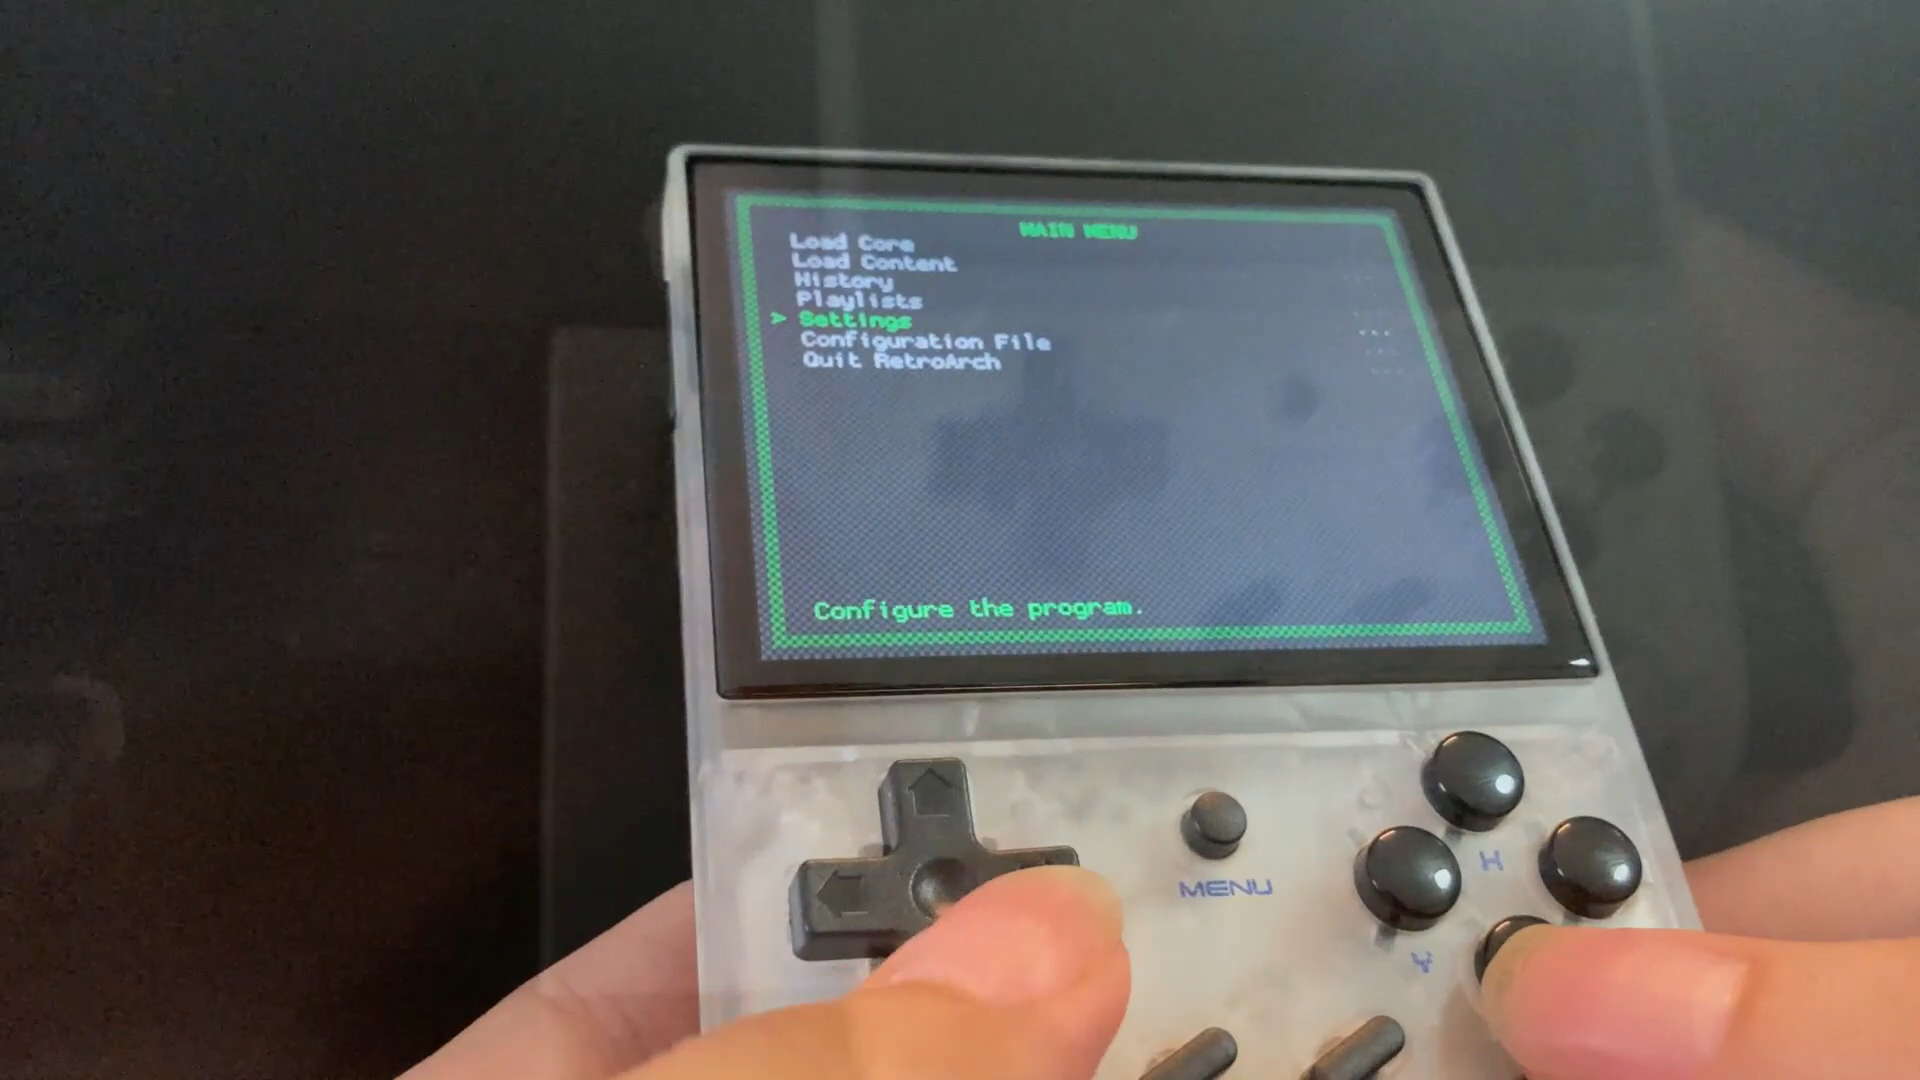 MAIN MENU
Load Core
Load Content
History
Playlists
> Settings ...
Configuration File
Quit RetroArch
Configure the program.
MENU
X
Y